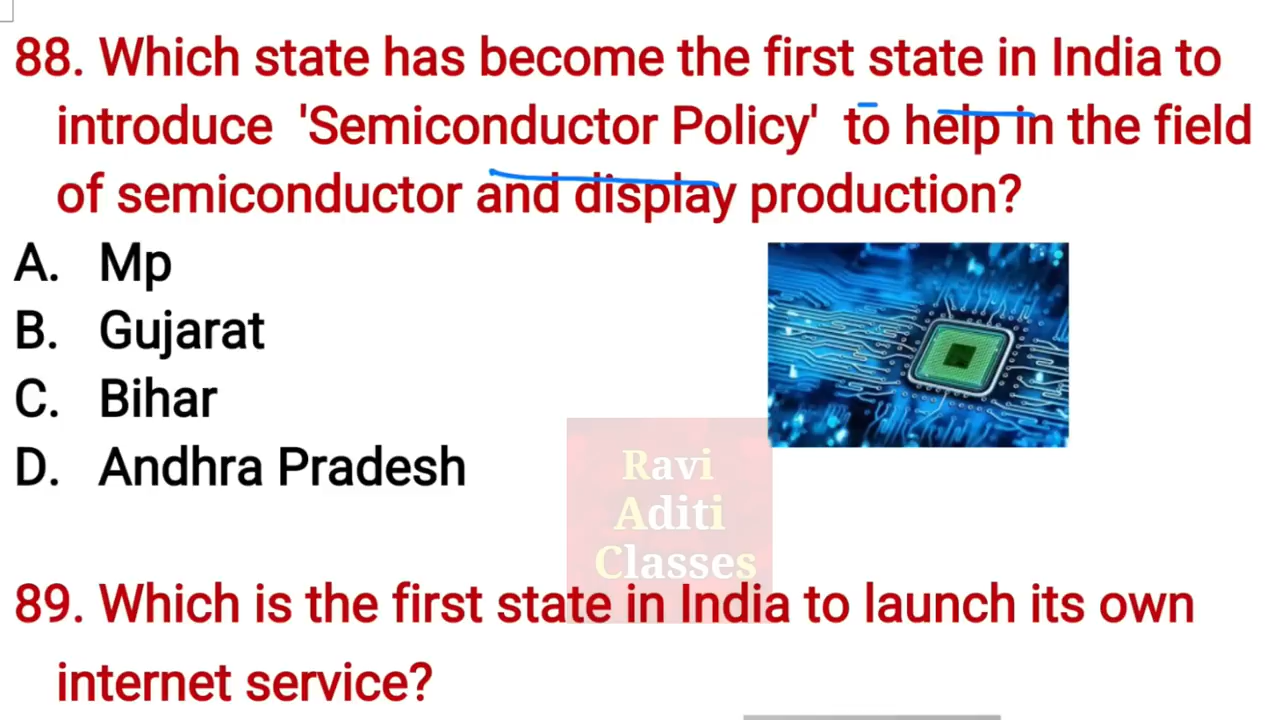 88. Which state has become the first state in India to
introduce 'Semiconductor Policy' to help in the field
of semiconductor and display production?
A. Mp
B. Gujarat
C. Bihar
D. Andhra Pradesh
Ravi
Aditi
Classes
89. Which is the first state in India to launch its own
internet service?